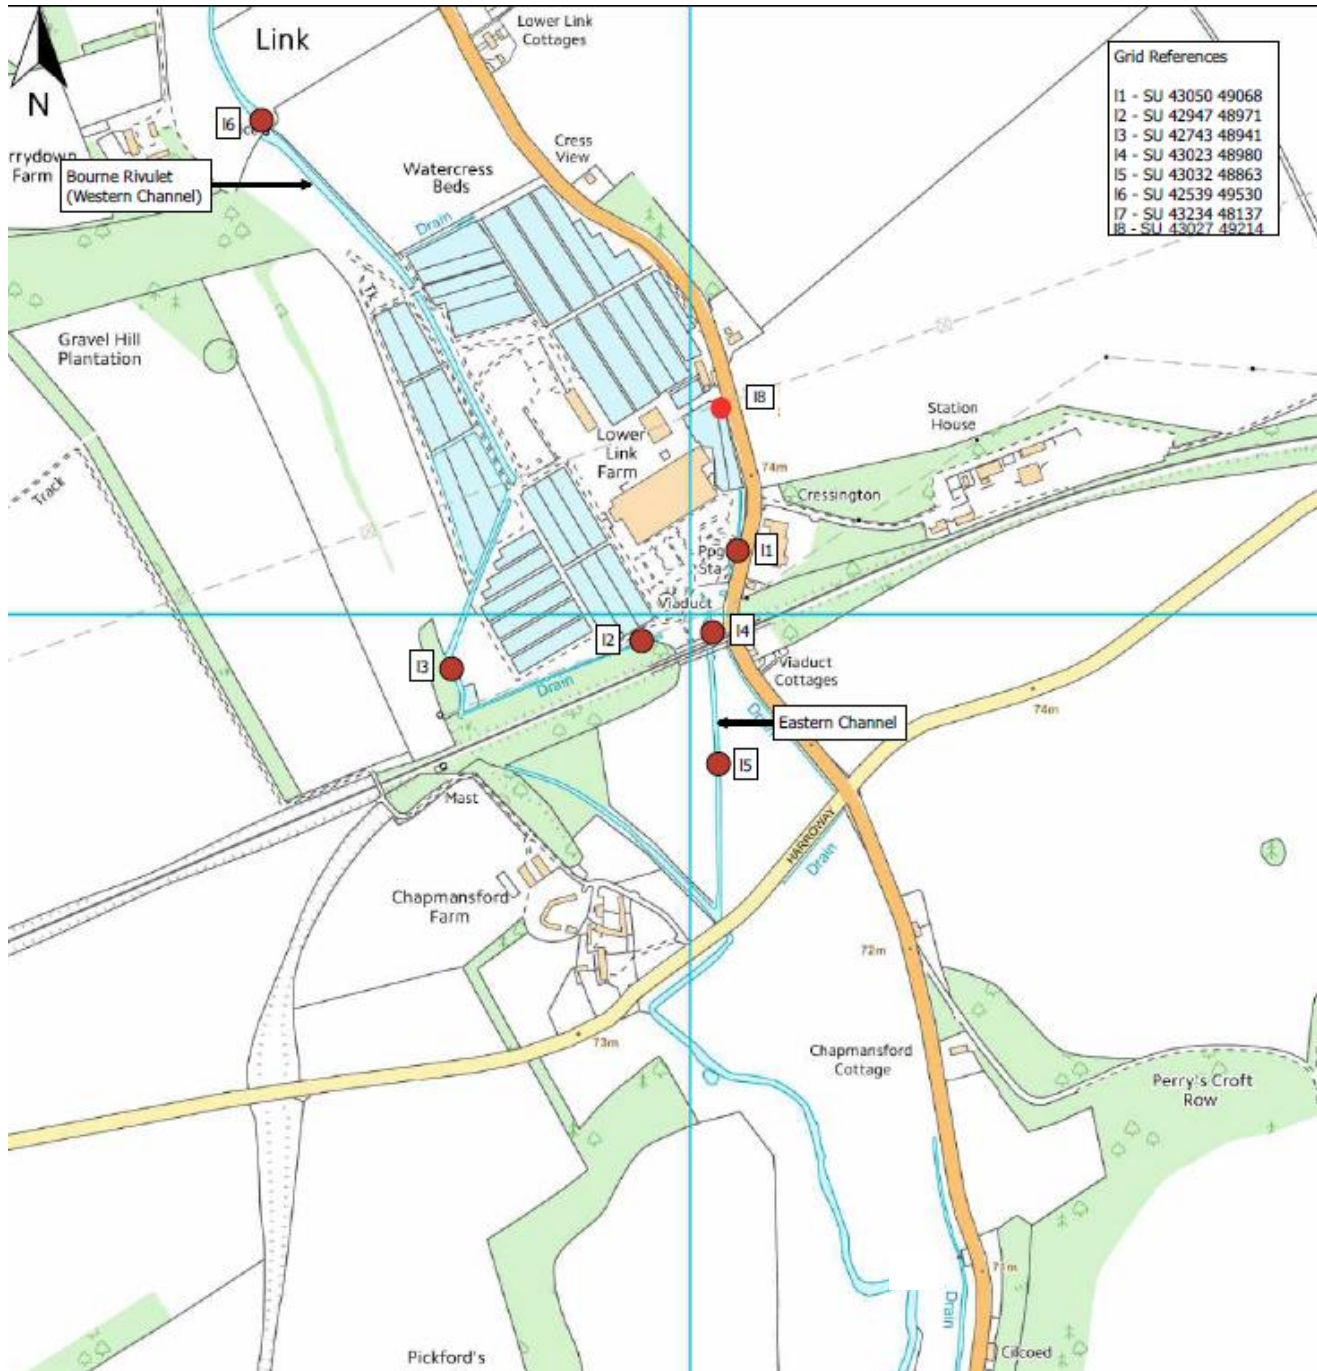 Link
Lower Link
Cottages
Grid References
I1 - SU 43050 49068
I2 - SU 42947 48971
I3 - SU 42743 48941
I4 - SU 43023 48980
I5 - SU 43032 48863
I6 - SU 42539 49530
I7 - SU 43234 48137
I8 - SU 43027 49214
N
I6
rrydown
Farm
Bourne Rivulet
(Western Channel)
Cress
View
Watercress
Beds
Drain
Tk
Gravel Hill
Plantation
I8
Station
House
Lower
Link
Farm
74m
Track
Cressington
Ppg
Sta
I1
Viaduct
I2
I4
I3
Viaduct
Cottages
Drain
74m
Eastern Channel
I5
Mast
HARROWAY
Drain
Chapmansford
Farm
72m
73m
Chapmansford
Cottage
Perry's Croft
Row
71m
Drain
Cilcoed
Pickford's